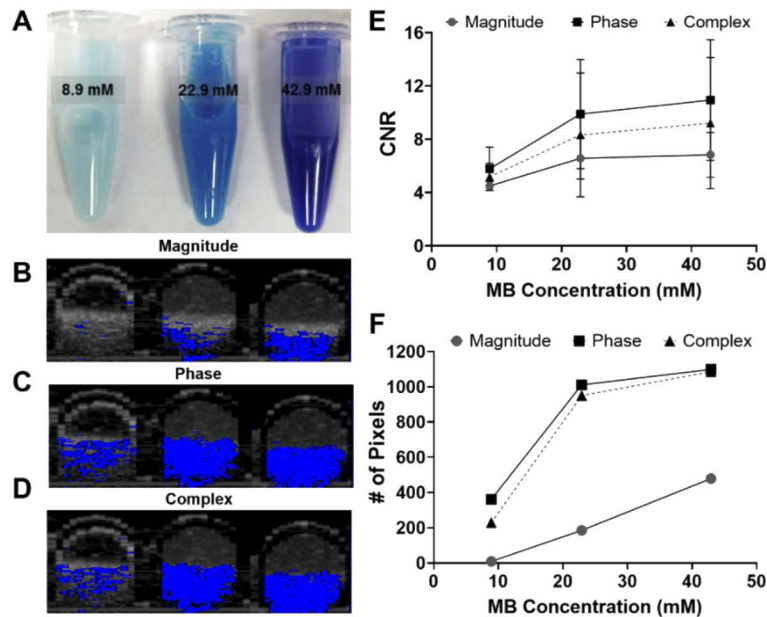 A
8.9 mM 22.9 mM 42.9 mM
Magnitude
B
Phase
C
Complex
D
E
Magnitude Phase Complex
CNR
16
12
8
4
0
0 10 20 30 40 50
MB Concentration (mM)
F
Magnitude Phase Complex
# of Pixels
1200
1000
800
600
400
200
0
0 10 20 30 40 50
MB Concentration (mM)